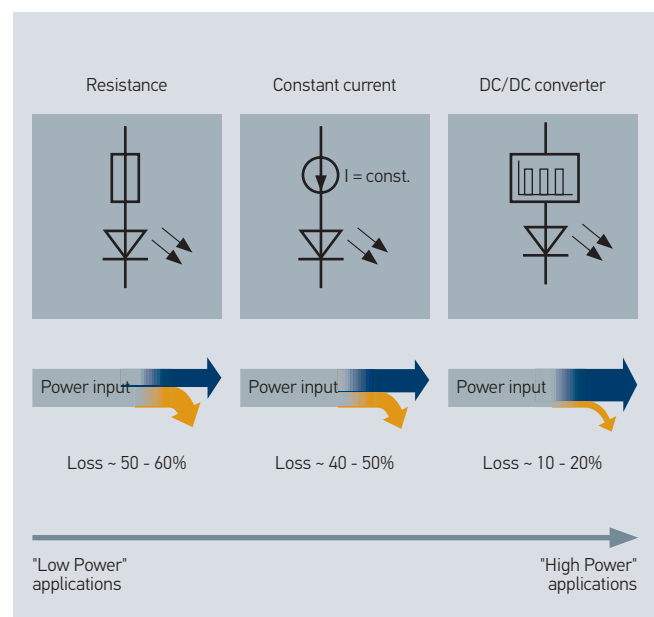 Resistance
Constant current
DC/DC converter
I = const.
Power input
Power input
Power input
Loss ~ 50 - 60%
Loss ~ 40 - 50%
Loss ~ 10 - 20%
"Low Power"
applications
"High Power"
applications